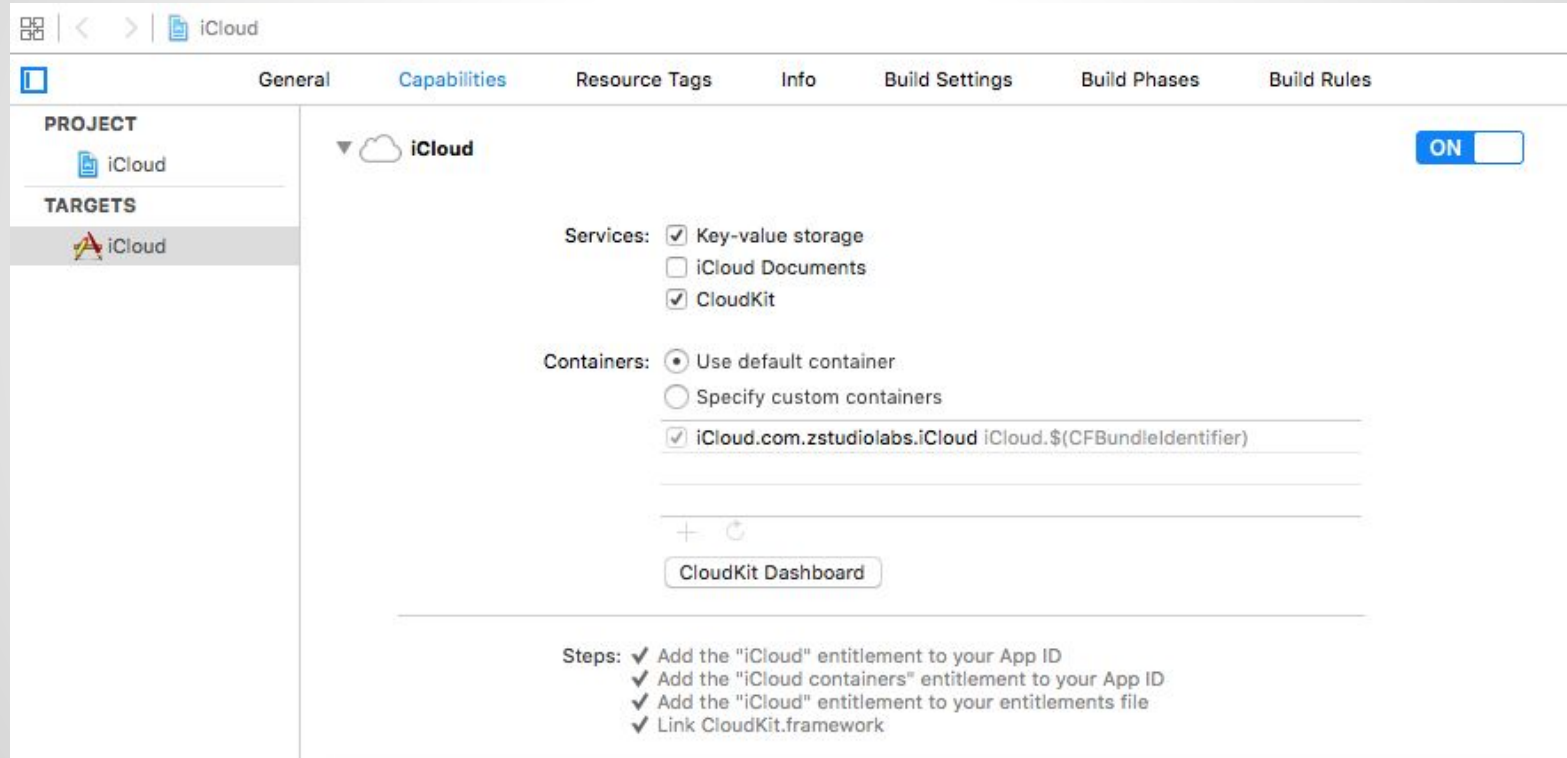 iCloud
General Capabilities Resource Tags Info Build Settings Build Phases Build Rules
PROJECT
iCloud
TARGETS
iCloud
iCloud
ON
Services: Key-value storage
iCloud Documents
CloudKit
Containers: Use default container
Specify custom containers
iCloud.com.zstudiolabs.iCloud iCloud.$(CFBundleIdentifier)
CloudKit Dashboard
Steps: Add the "iCloud" entitlement to your App ID
Add the "iCloud containers" entitlement to your App ID
Add the "iCloud" entitlement to your entitlements file
Link CloudKit.framework